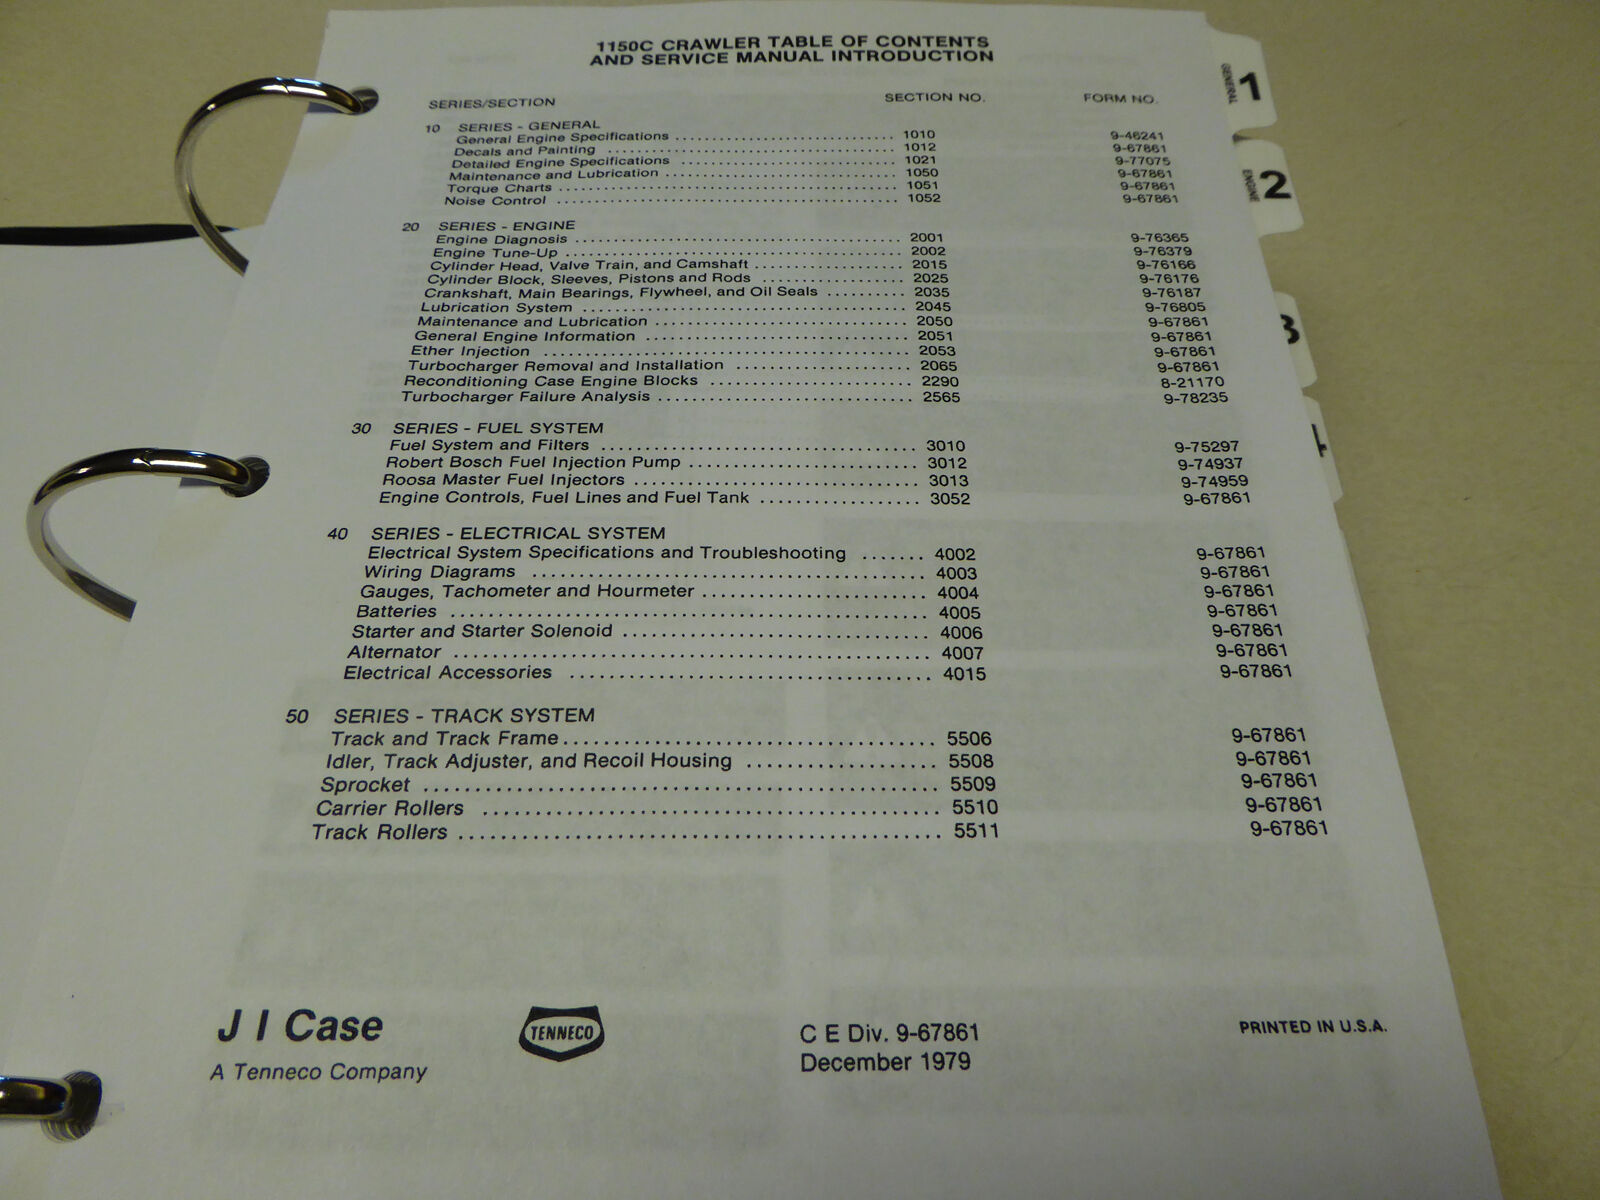 1150C CRAWLER TABLE OF CONTENTS
AND SERVICE MANUAL INTRODUCTION
SERIES/SECTION SECTION NO. FORM NO.
10 SERIES - GENERAL
General Engine Specifications ........ 1010 9-46241
Decals and Painting ........ 1012 9-67861
Detailed Engine Specifications ........ 1021 9-77075
Maintenance and Lubrication ........ 1050 9-67861
Torque Charts ........ 1051 9-67861
Noise Control ........ 1052 9-67861
20 SERIES - ENGINE
Engine Diagnosis ........ 2001 9-76365
Engine Tune-Up ........ 2002 9-76379
Cylinder Head, Valve Train, and Camshaft ........ 2015 9-76166
Cylinder Block, Sleeves, Pistons and Rods ........ 2025 9-76176
Crankshaft, Main Bearings, Flywheel, and Oil Seals ........ 2035 9-76187
Lubrication System ........ 2045 9-76805
Maintenance and Lubrication ........ 2050 9-67861
General Engine Information ........ 2051 9-67861
Ether Injection ........ 2053 9-67861
Turbocharger Removal and Installation ........ 2065 9-67861
Reconditioning Case Engine Blocks ........ 2290 8-21170
Turbocharger Failure Analysis ........ 2565 9-78235
30 SERIES - FUEL SYSTEM
Fuel System and Filters ........ 3010 9-75297
Robert Bosch Fuel Injection Pump ........ 3012 9-74937
Roosa Master Fuel Injectors ........ 3013 9-74959
Engine Controls, Fuel Lines and Fuel Tank ........ 3052 9-67861
40 SERIES - ELECTRICAL SYSTEM
Electrical System Specifications and Troubleshooting ....... 4002 9-67861
Wiring Diagrams ........ 4003 9-67861
Gauges, Tachometer and Hourmeter ........ 4004 9-67861
Batteries ........ 4005 9-67861
Starter and Starter Solenoid ........ 4006 9-67861
Alternator ........ 4007 9-67861
Electrical Accessories ........ 4015 9-67861
50 SERIES - TRACK SYSTEM
Track and Track Frame ........ 5506 9-67861
Idler, Track Adjuster, and Recoil Housing ........ 5508 9-67861
Sprocket ........ 5509 9-67861
Carrier Rollers ........ 5510 9-67861
Track Rollers ........ 5511 9-67861
J I Case
A Tenneco Company
TENNECO
C E Div. 9-67861
December 1979
PRINTED IN U.S.A.
GENERAL 1
ENGINE 2
3